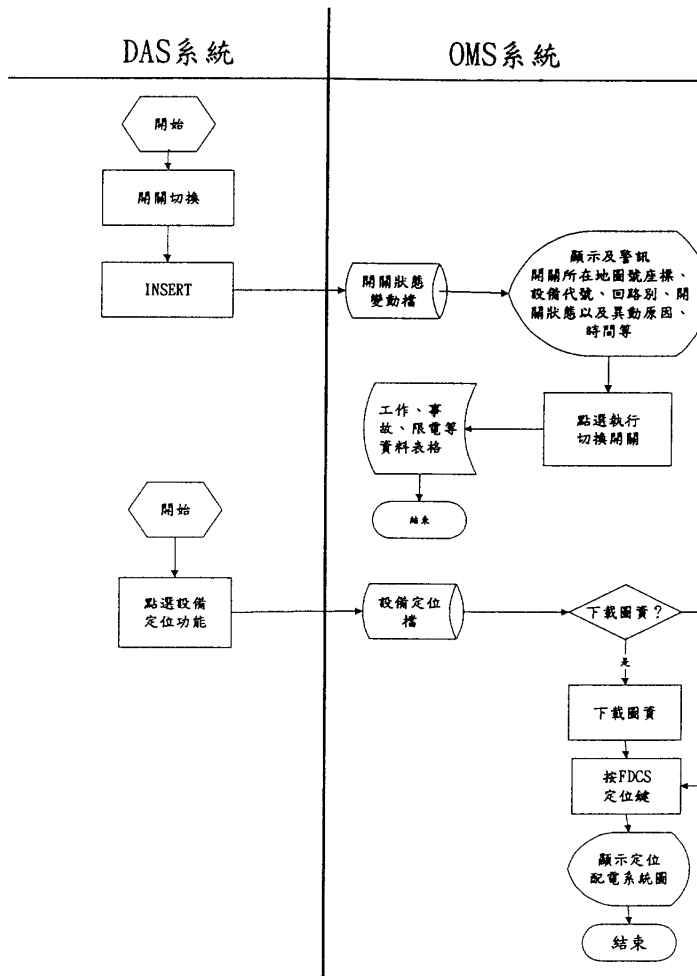 DAS系統
OMS系統
開始
開關切換
INSERT
開關狀態
變動檔
顯示及警訊
開關所在地圖號座標、
設備代號、回路別、開
關狀態以及異動原因、
時間等
工作、事
故、限電等
資料表格
點選執行
切換開關
結束
開始
點選設備
定位功能
設備定位
檔
下載圖資?
是
下載圖資
按FDCS
定位鍵
顯示定位
配電系統圖
結束